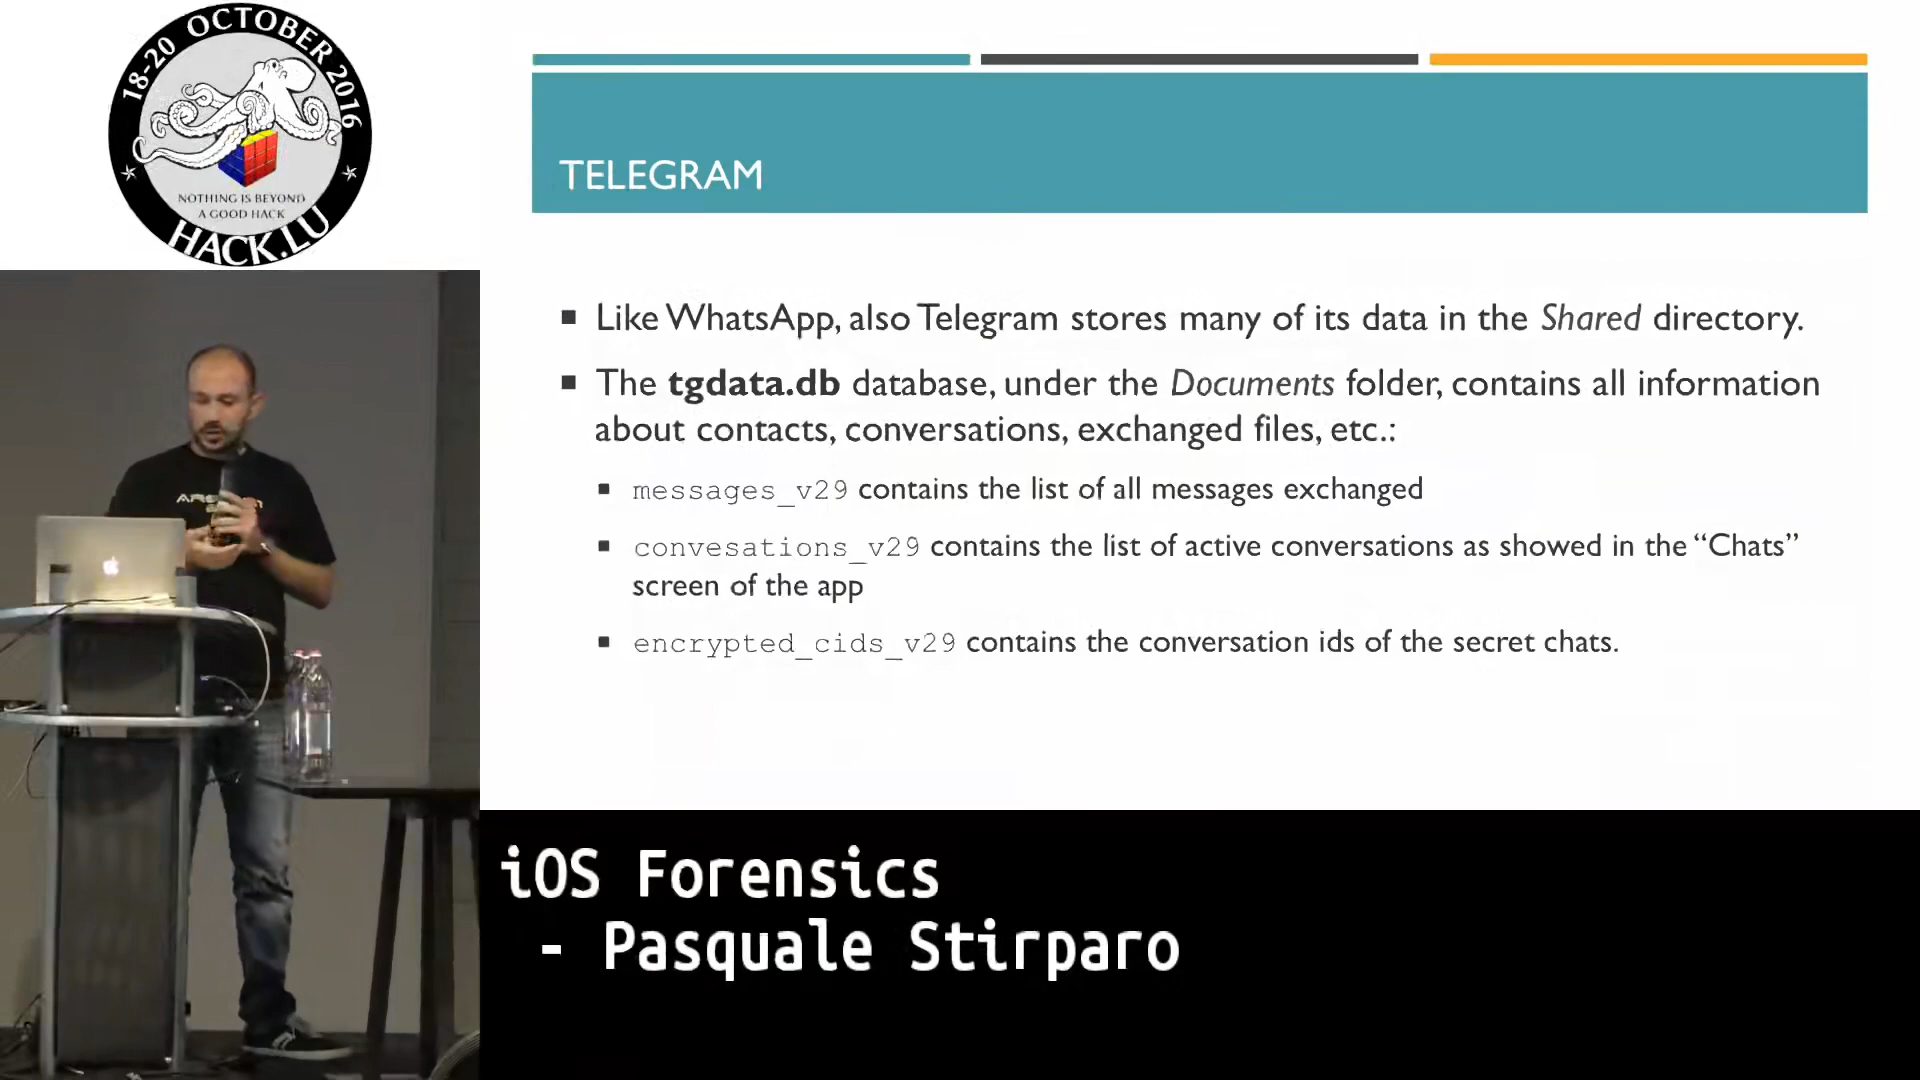 18-20 OCTOBER 2016
NOTHING IS BEYOND
A GOOD HACK
HACK.LU
TELEGRAM
▪ Like WhatsApp, also Telegram stores many of its data in the Shared directory.
▪ The tgdata.db database, under the Documents folder, contains all information
about contacts, conversations, exchanged files, etc.:
▪ messages_v29 contains the list of all messages exchanged
▪ convesations_v29 contains the list of active conversations as showed in the “Chats”
screen of the app
▪ encrypted_cids_v29 contains the conversation ids of the secret chats.
iOS Forensics
- Pasquale Stirparo